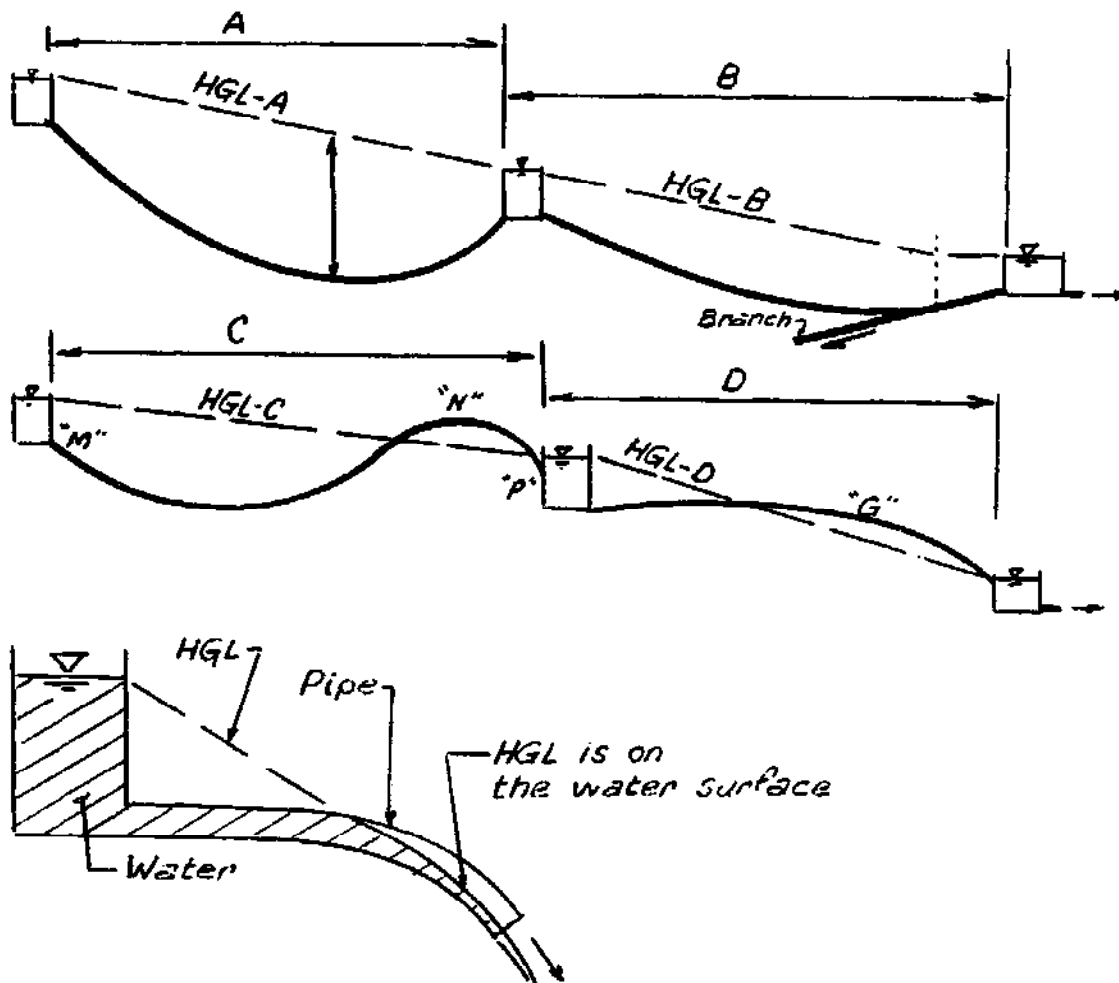 A
HGL-A
B
HGL-B
Branch
C
HGL-C
"N"
"M"
"P"
D
HGL-D
"G"
HGL
Pipe
HGL is on
the water surface
Water